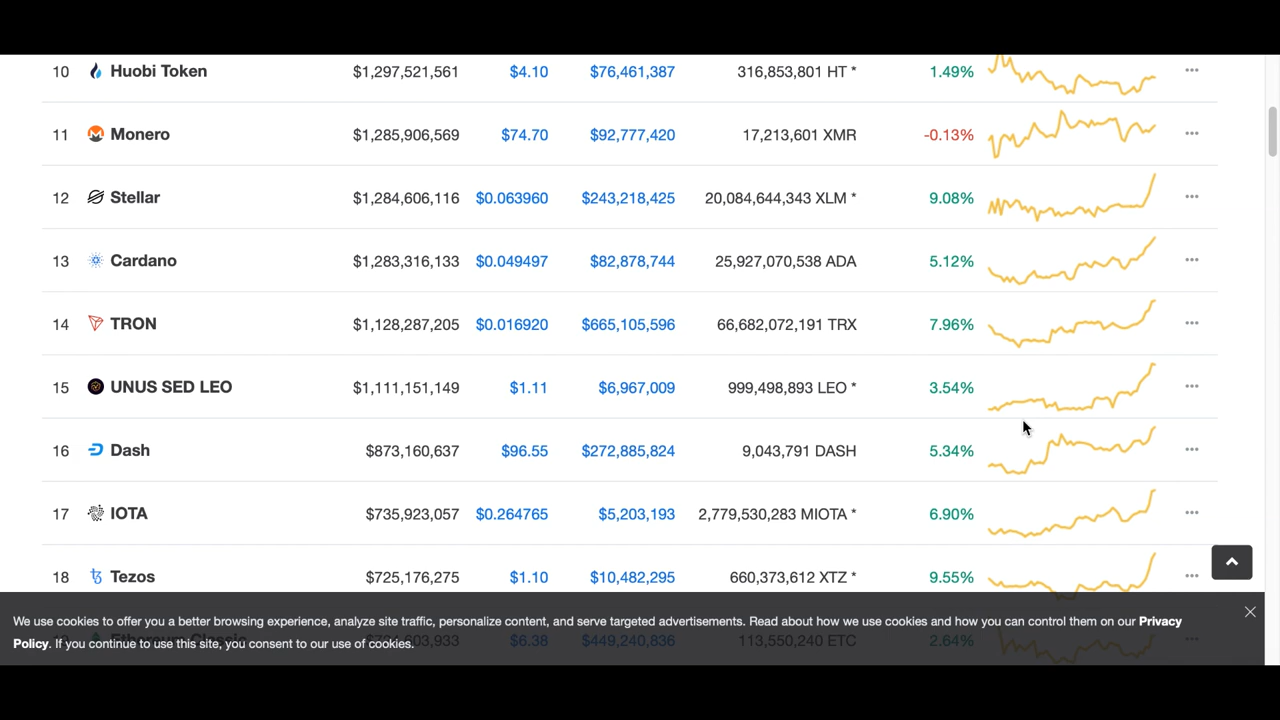 10 Huobi Token $1,297,521,561 $4.10 $76,461,387 316,853,801 HT * 1.49%
11 Monero $1,285,906,569 $74.70 $92,777,420 17,213,601 XMR -0.13%
12 Stellar $1,284,606,116 $0.063960 $243,218,425 20,084,644,343 XLM * 9.08%
13 Cardano $1,283,316,133 $0.049497 $82,878,744 25,927,070,538 ADA 5.12%
14 TRON $1,128,287,205 $0.016920 $665,105,596 66,682,072,191 TRX 7.96%
15 UNUS SED LEO $1,111,151,149 $1.11 $6,967,009 999,498,893 LEO * 3.54%
16 Dash $873,160,637 $96.55 $272,885,824 9,043,791 DASH 5.34%
17 IOTA $735,923,057 $0.264765 $5,203,193 2,779,530,283 MIOTA * 6.90%
18 Tezos $725,176,275 $1.10 $10,482,295 660,373,612 XTZ * 9.55%
We use cookies to offer you a better browsing experience, analyze site traffic, personalize content, and serve targeted advertisements. Read about how we use cookies and how you can control them on our Privacy
19 Ethereum Classic $6.38 $449,240,836 113,550,240 ETC 2.64%
Policy. If you continue to use this site, you consent to our use of cookies.